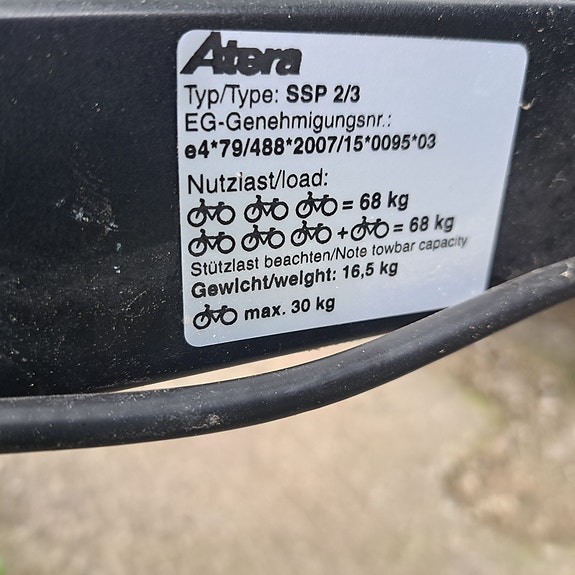 Atera
Typ/Type: SSP 2/3
EG-Genehmigungsnr.:
e4*79/488*2007/15*0095*03
Nutzlast/load:
= 68 kg
+ = 68 kg
Stützlast beachten/Note towbar capacity
Gewicht/weight: 16,5 kg
max. 30 kg